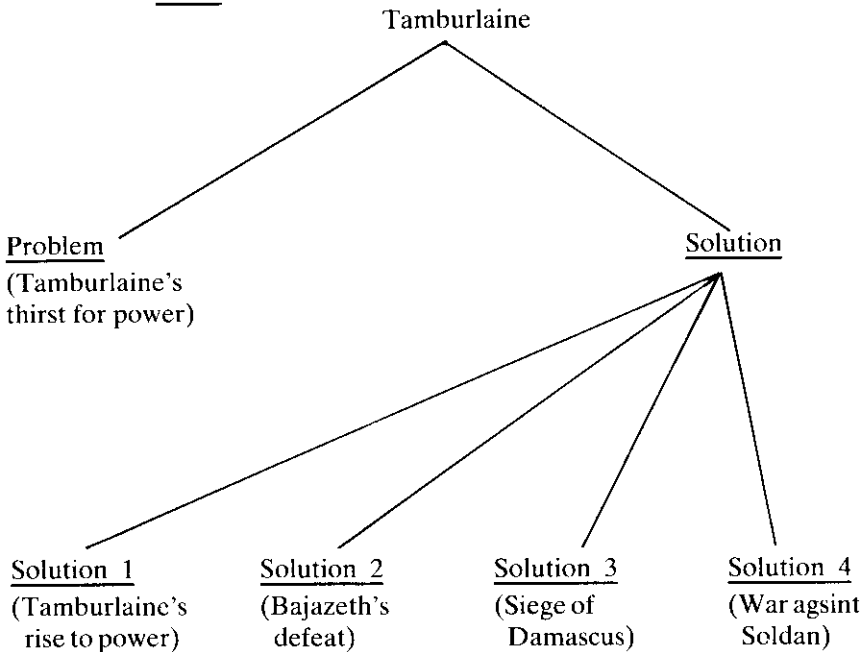 Tamburlaine
Problem
(Tamburlaine's
thirst for power)
Solution
Solution 1
(Tamburlaine's
rise to power)
Solution 2
(Bajazeth's
defeat)
Solution 3
(Siege of
Damascus)
Solution 4
(War agsint
Soldan)